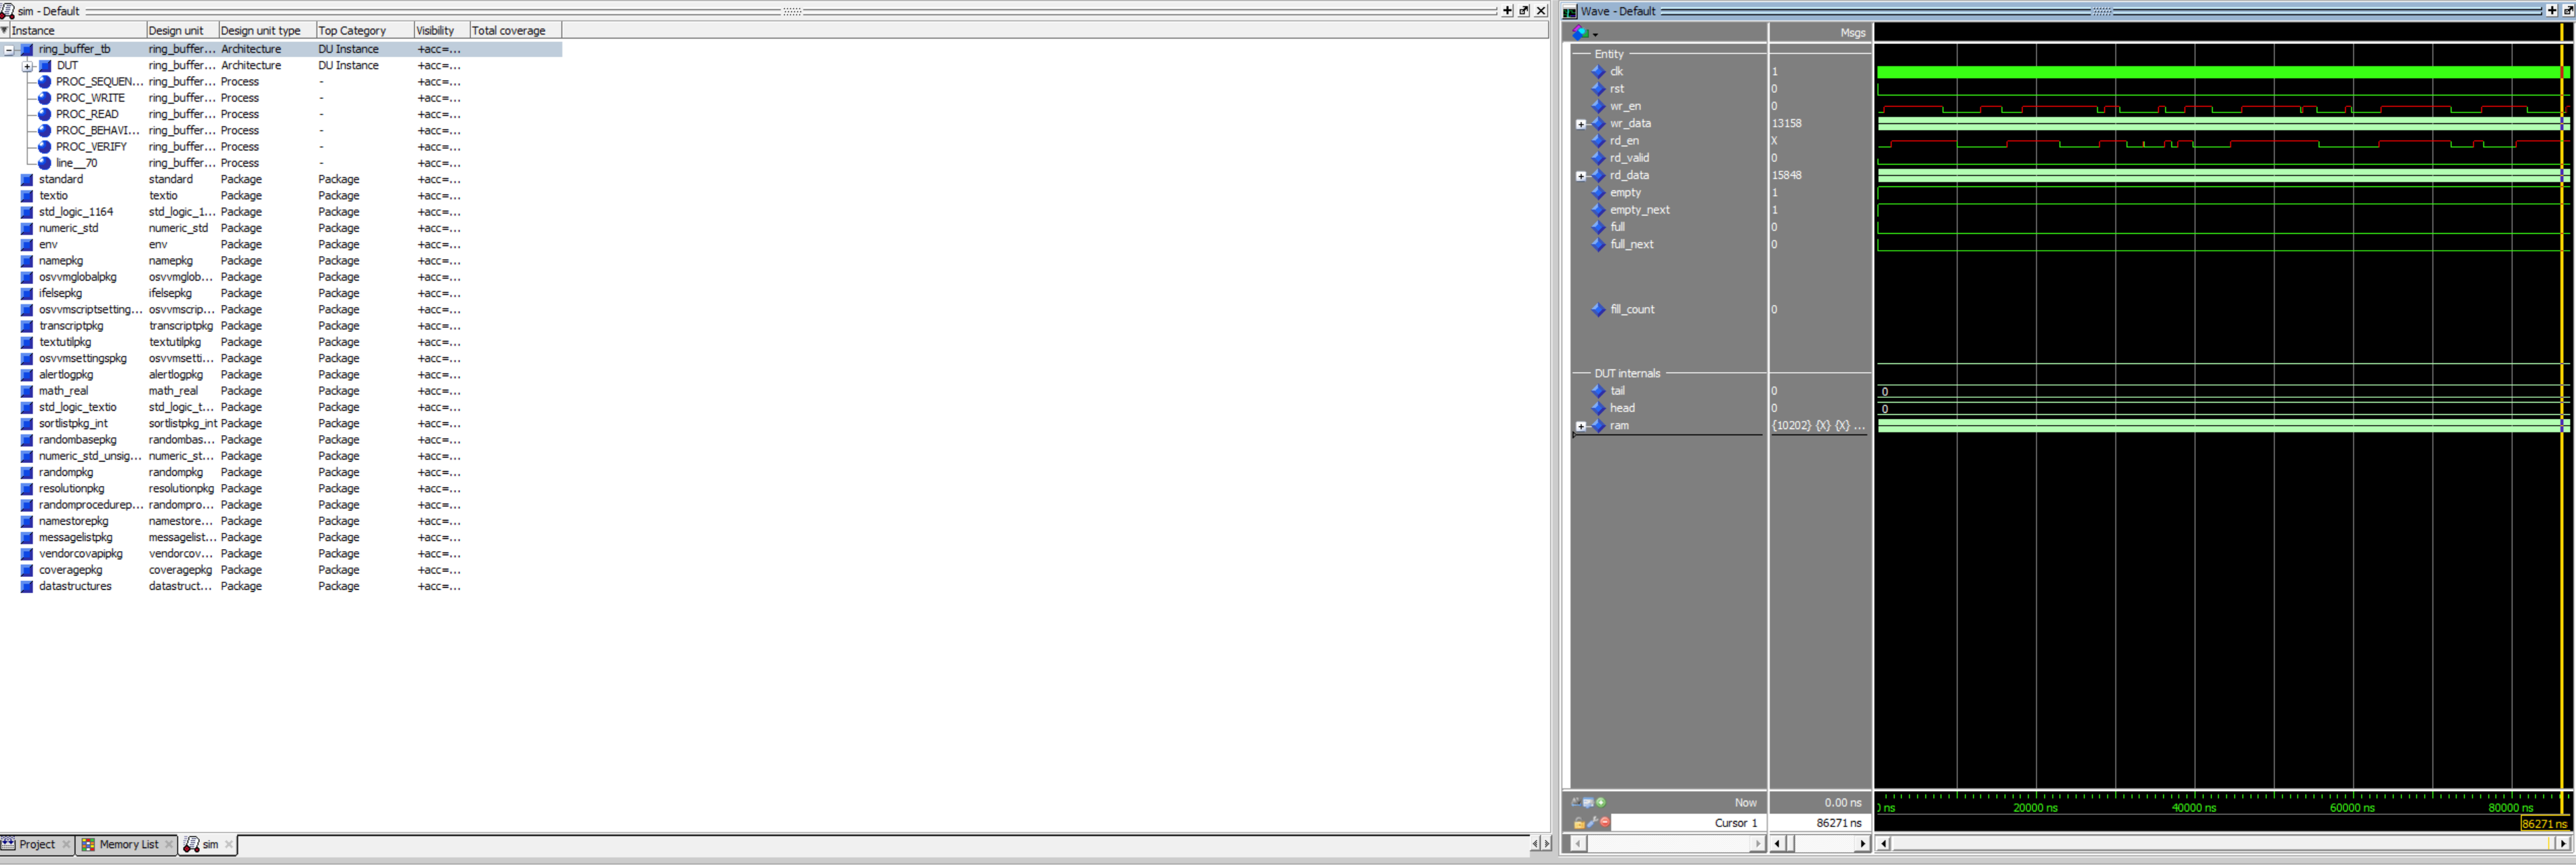 sim - Default
Instance Design unit Design unit type Top Category Visibility Total coverage
ring_buffer_tb ring_buffer... Architecture DU Instance +acc=...
DUT ring_buffer... Architecture DU Instance +acc=...
PROC_SEQUEN... ring_buffer... Process - +acc=...
PROC_WRITE ring_buffer... Process - +acc=...
PROC_READ ring_buffer... Process - +acc=...
PROC_BEHAVI... ring_buffer... Process - +acc=...
PROC_VERIFY ring_buffer... Process - +acc=...
line__70 ring_buffer... Process - +acc=...
standard standard Package Package +acc=...
textio textio Package Package +acc=...
std_logic_1164 std_logic_1... Package Package +acc=...
numeric_std numeric_std Package Package +acc=...
env env Package Package +acc=...
namepkg namepkg Package Package +acc=...
osvvmglobalpkg osvvmglob... Package Package +acc=...
ifelsepkg ifelsepkg Package Package +acc=...
osvvmscriptsetting... osvvmscrip... Package Package +acc=...
transcriptpkg transcriptpkg Package Package +acc=...
textutilpkg textutilpkg Package Package +acc=...
osvvmsettingspkg osvvmsetti... Package Package +acc=...
alertlogpkg alertlogpkg Package Package +acc=...
math_real math_real Package Package +acc=...
std_logic_textio std_logic_t... Package Package +acc=...
sortlistpkg_int sortlistpkg_int Package Package +acc=...
randombasepkg randombas... Package Package +acc=...
numeric_std_unsig... numeric_st... Package Package +acc=...
randompkg randompkg Package Package +acc=...
resolutionpkg resolutionpkg Package Package +acc=...
randomprocedurep... randompro... Package Package +acc=...
namestorepkg namestore... Package Package +acc=...
messagelistpkg messagelist... Package Package +acc=...
vendorcovapipkg vendorcov... Package Package +acc=...
coveragepkg coveragepkg Package Package +acc=...
datastructures datastruct... Package Package +acc=...
Project Memory List sim
Wave - Default
Msgs
Entity
clk 1
rst 0
wr_en 0
wr_data 13158
rd_en X
rd_valid 0
rd_data 15848
empty 1
empty_next 1
full 0
full_next 0
fill_count 0
DUT internals
tail 0 0
head 0 0
ram {10202} {X} {X} ...
Now 0.00 ns
ns 20000 ns 40000 ns 60000 ns 80000 ns
Cursor 1 86271 ns 86271 ns